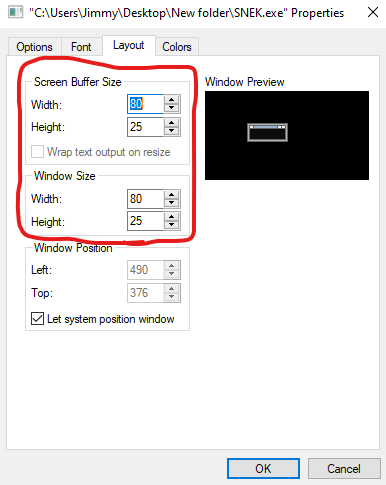 "C:\Users\Jimmy\Desktop\New folder\SNEK.exe" Properties
Options Font Layout Colors
Screen Buffer Size
Width: 80
Height: 25
Wrap text output on resize
Window Size
Width: 80
Height: 25
Window Position
Left: 490
Top: 376
Let system position window
Window Preview
OK Cancel